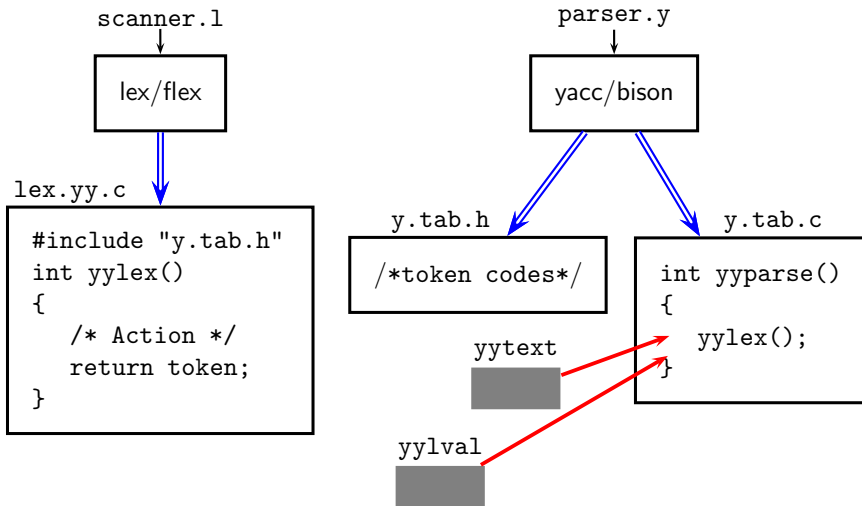 scanner.l
lex/flex
lex.yy.c
#include "y.tab.h"
int yylex()
{
/* Action */
return token;
}
parser.y
yacc/bison
y.tab.h
/*token codes*/
y.tab.c
int yyparse()
{
yylex();
}
yytext
yylval